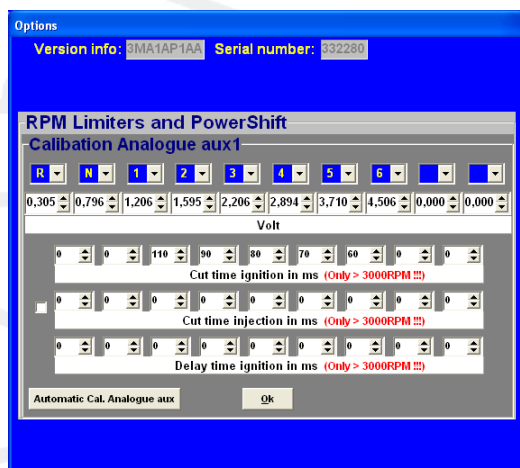 Options
Version info: 3MA1AP1AA Serial number: 332280
RPM Limiters and PowerShift
Calibation Analogue aux1
R N 1 2 3 4 5 6
0,305 0,796 1,206 1,595 2,206 2,894 3,710 4,506 0,000 0,000
Volt
0 0 110 90 80 70 60 0 0
Cut time ignition in ms (Only > 3000RPM !!!)
0 0 0 0 0 0 0 0 0
Cut time injection in ms (Only > 3000RPM !!!)
0 0 0 0 0 0 0 0 0
Delay time ignition in ms (Only > 3000RPM !!!)
Automatic Cal. Analogue aux Ok